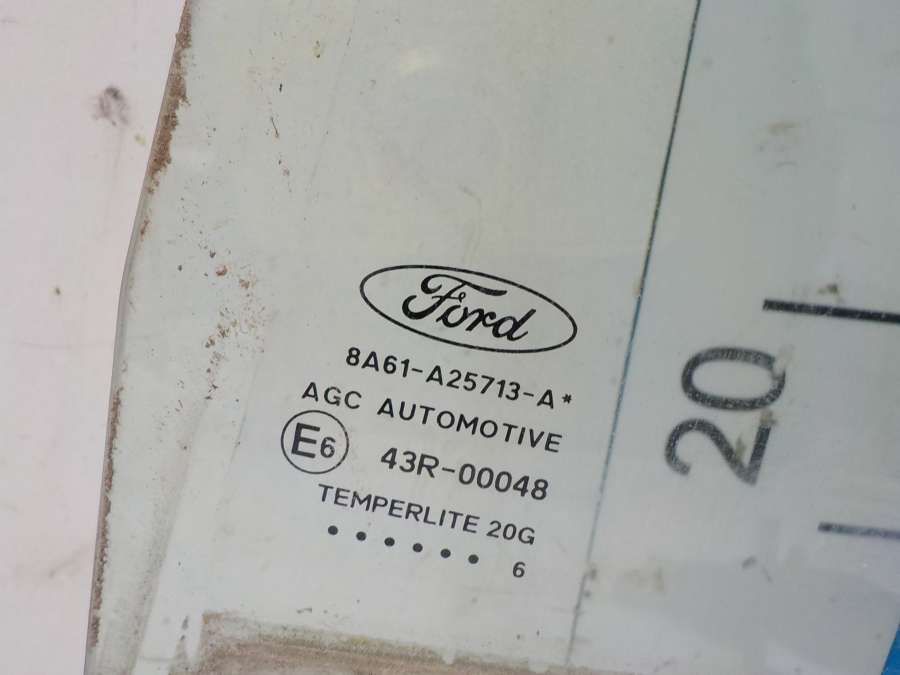 Ford
8A61-A25713-A*
AGC AUTOMOTIVE
E6 43R-00048
TEMPERLITE 20G
. . . . . . 6
20